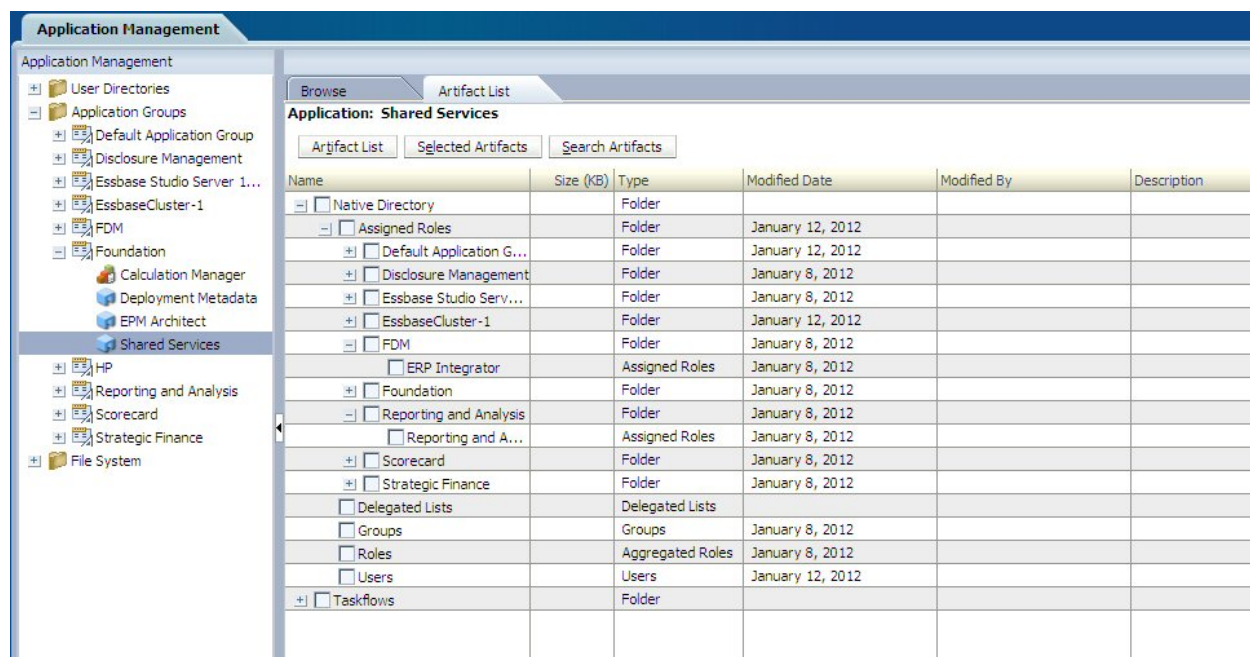 Application Management
Application Management
User Directories
Application Groups
Default Application Group
Disclosure Management
Essbase Studio Server 1...
EssbaseCluster-1
FDM
Foundation
Calculation Manager
Deployment Metadata
EPM Architect
Shared Services
HP
Reporting and Analysis
Scorecard
Strategic Finance
File System
Browse Artifact List
Application: Shared Services
Artifact List Selected Artifacts Search Artifacts
Name Size (KB) Type Modified Date Modified By Description
Native Directory Folder
Assigned Roles Folder January 12, 2012
Default Application G... Folder January 12, 2012
Disclosure Management Folder January 8, 2012
Essbase Studio Serv... Folder January 8, 2012
EssbaseCluster-1 Folder January 12, 2012
FDM Folder January 8, 2012
ERP Integrator Assigned Roles January 8, 2012
Foundation Folder January 8, 2012
Reporting and Analysis Folder January 8, 2012
Reporting and A... Assigned Roles January 8, 2012
Scorecard Folder January 8, 2012
Strategic Finance Folder January 8, 2012
Delegated Lists Delegated Lists
Groups Groups January 8, 2012
Roles Aggregated Roles January 8, 2012
Users Users January 12, 2012
Taskflows Folder